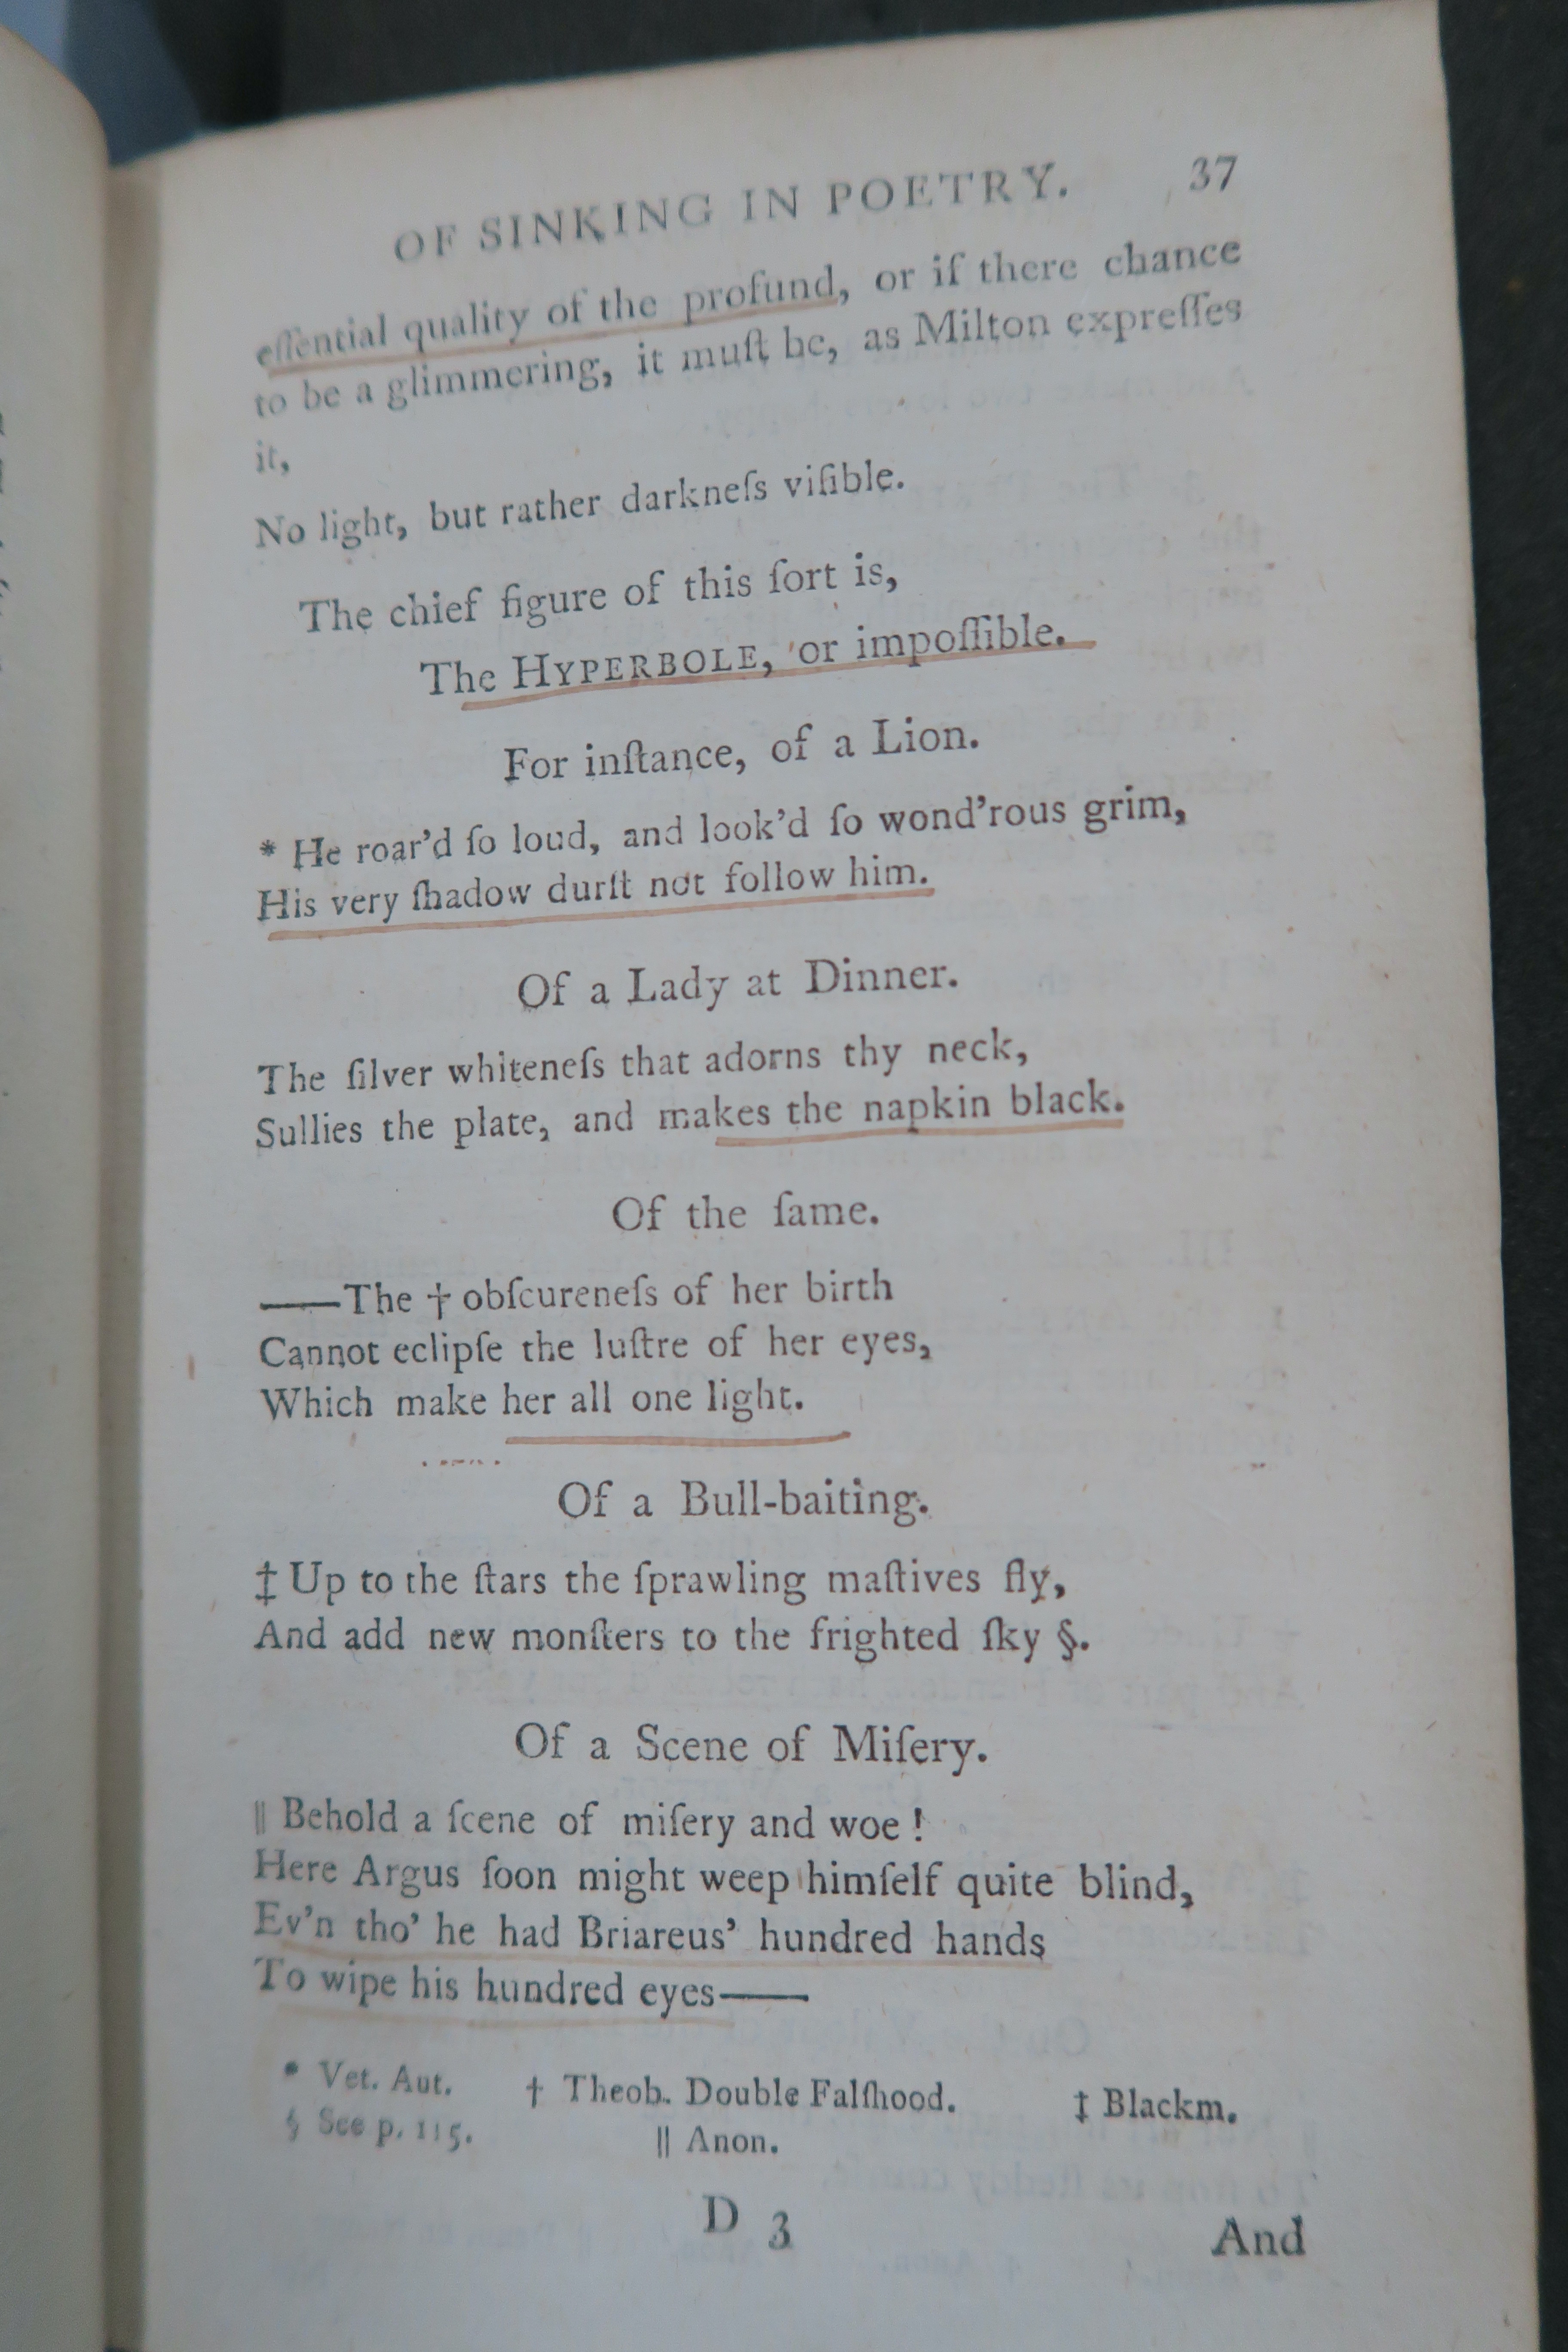 OF SINKING IN POETRY. 37
eſſential quality of the profund, or if there chance
to be a glimmering, it muſt be, as Milton expreſſes
it,
No light, but rather darkneſs viſible.
The chief figure of this ſort is,
The HYPERBOLE, or impoſſible.
For inſtance, of a Lion.
* He roar'd ſo loud, and look'd ſo wond'rous grim,
His very ſhadow durſt not follow him.
Of a Lady at Dinner.
The ſilver whiteneſs that adorns thy neck,
Sullies the plate, and makes the napkin black.
Of the ſame.
——The † obſcureneſs of her birth
Cannot eclipſe the luſtre of her eyes,
Which make her all one light.
Of a Bull-baiting.
‡ Up to the ſtars the ſprawling maſtives fly,
And add new monſters to the frighted ſky §.
Of a Scene of Miſery.
|| Behold a ſcene of miſery and woe!
Here Argus ſoon might weep himſelf quite blind,
Ev'n tho' he had Briareus' hundred hands
To wipe his hundred eyes——
* Vet. Aut. † Theob. Double Falſhood. ‡ Blackm.
§ See p. 115. || Anon.
D 3 And